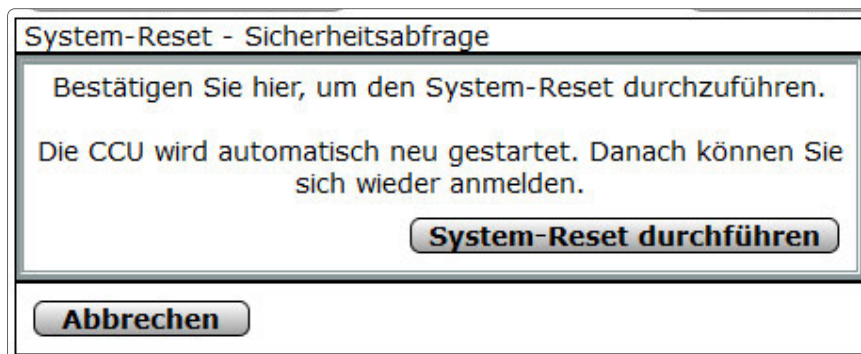 System-Reset - Sicherheitsabfrage
Bestätigen Sie hier, um den System-Reset durchzuführen.
Die CCU wird automatisch neu gestartet. Danach können Sie
sich wieder anmelden.
System-Reset durchführen
Abbrechen